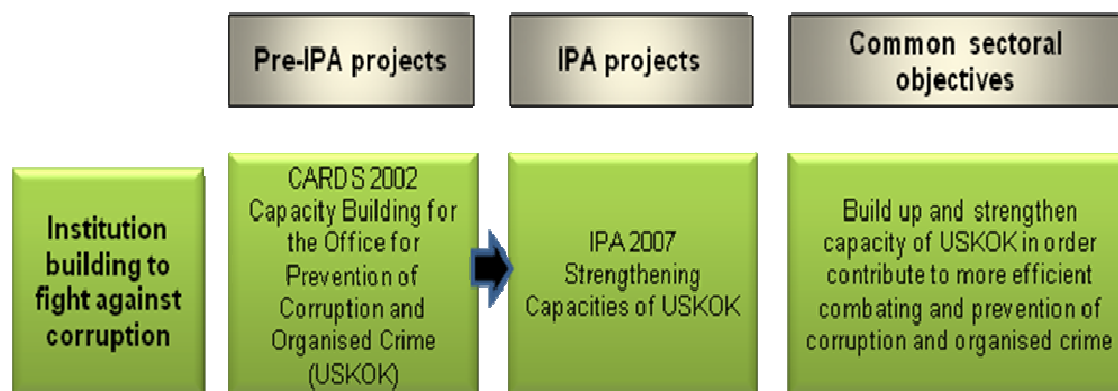 Pre-IPA projects
IPA projects
Common sectoral
objectives
Institution
building to
fight against
corruption
CARDS 2002
Capacity Building for
the Office for
Prevention of
Corruption and
Organised Crime
(USKOK)
IPA 2007
Strengthening
Capacities of USKOK
Build up and strengthen
capacity of USKOK in order
contribute to more efficient
combating and prevention of
corruption and organised crime